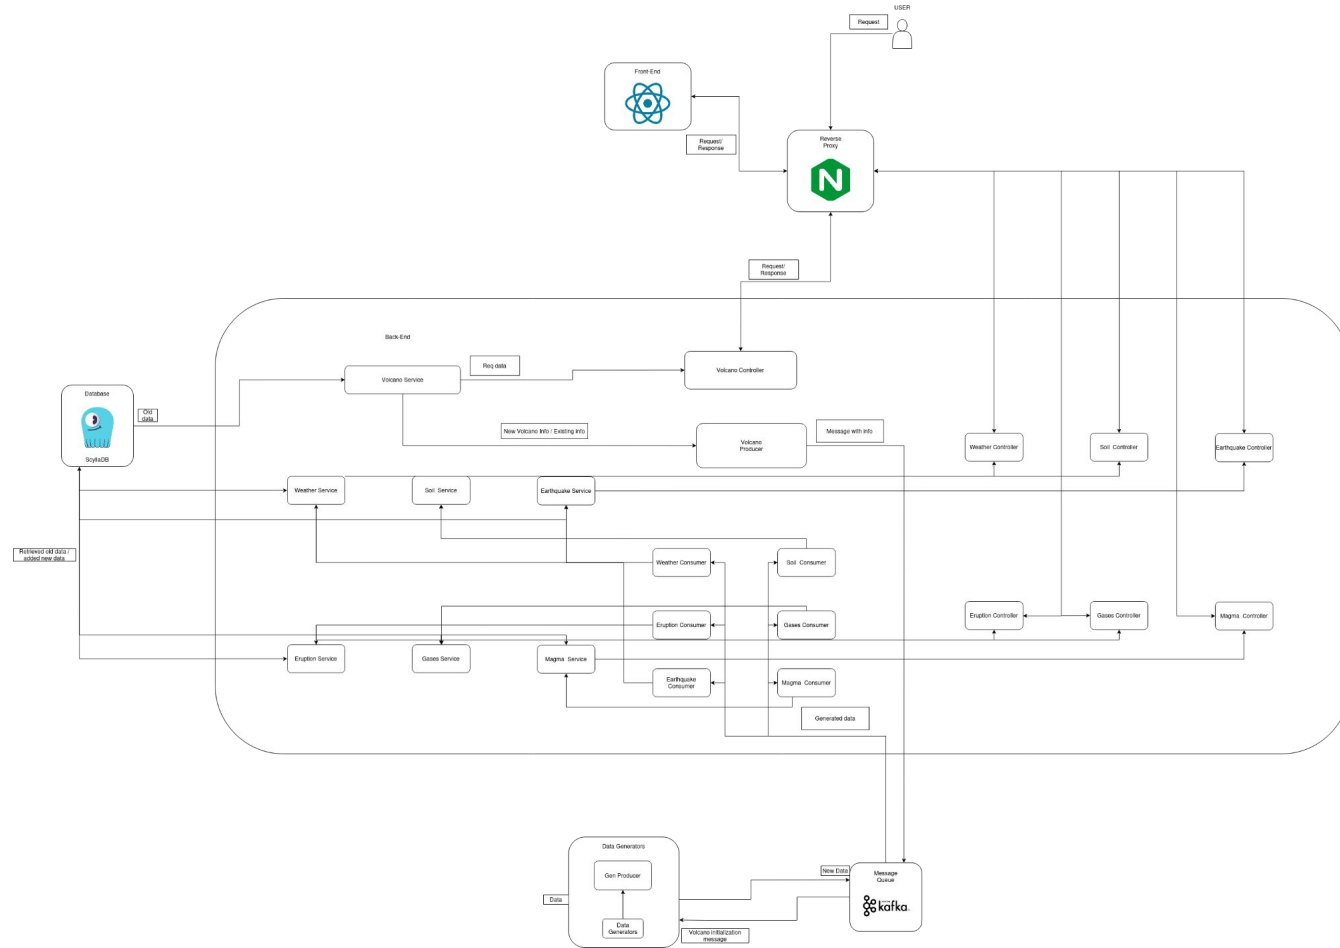 USER
Request
Front-End
Request/
Response
Reverse
Proxy
N
Request/
Response
Back-End
Volcano Service
Req data
Volcano Controller
Database
ScyllaDB
Old
data
New Volcano Info / Existing info
Volcano
Producer
Message with info
Weather Controller
Soil Controller
Earthquake Controller
Weather Service
Soil Service
Earthquake Service
Retrieved old data /
added new data
Weather Consumer
Soil Consumer
Eruption Consumer
Gases Consumer
Eruption Controller
Gases Controller
Magma Controller
Eruption Service
Gases Service
Magma Service
Earthquake
Consumer
Magma Consumer
Generated data
Data Generators
Gen Producer
Data
Data
Generators
New Data
Volcano Initialization
message
Message
Queue
kafka